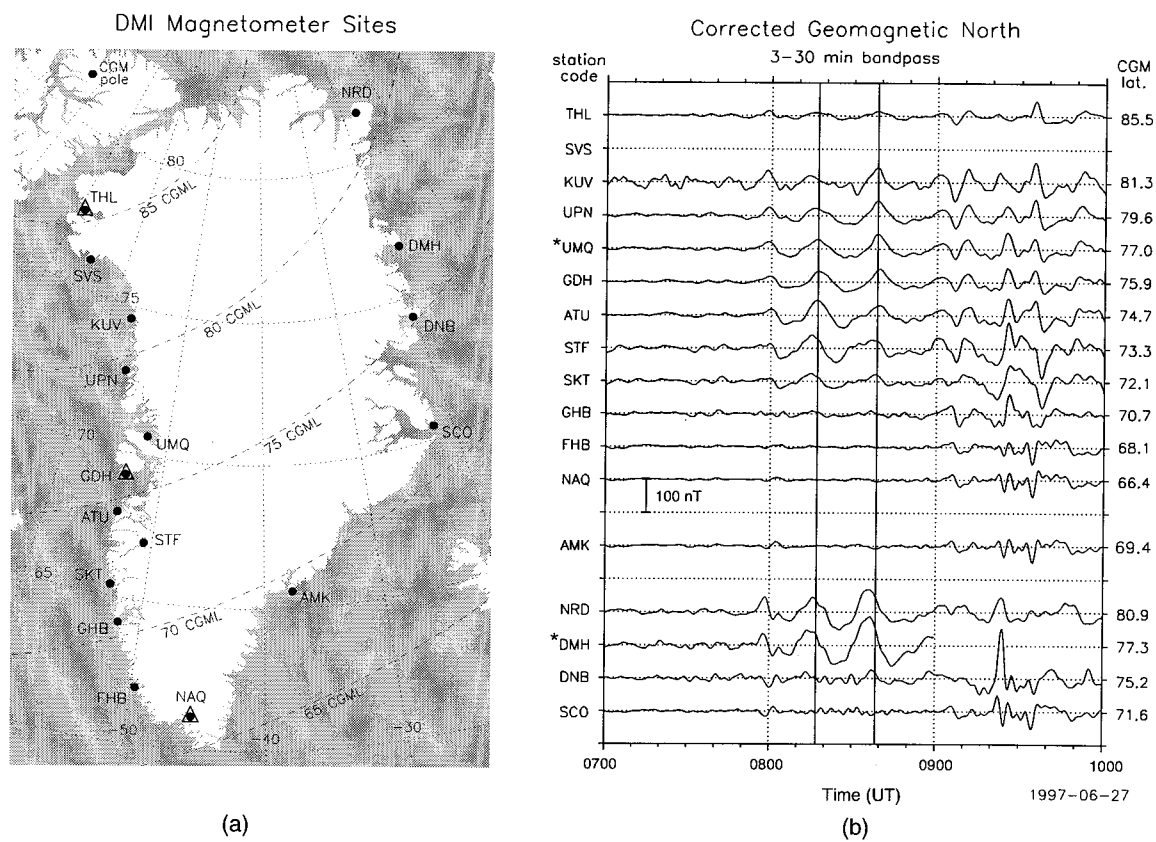 DMI Magnetometer Sites
CGM
pole
NRD
80
THL
85 CGML
DMH
SVS
75
KUV
80 CGML
DNB
UPN
70
UMQ
75 CGML
SCO
GDH
ATU
STF
65
SKT
AMK
GHB
70 CGML
FHB
NAQ
65 CGML
-50
-40
-30
(a)
Corrected Geomagnetic North
3-30 min bandpass
station
code
CGM
lat.
THL 85.5
SVS
KUV 81.3
UPN 79.6
*UMQ 77.0
GDH 75.9
ATU 74.7
STF 73.3
SKT 72.1
GHB 70.7
FHB 68.1
NAQ 66.4
100 nT
AMK 69.4
NRD 80.9
*DMH 77.3
DNB 75.2
SCO 71.6
0700 0800 0900 1000
Time (UT) 1997-06-27
(b)